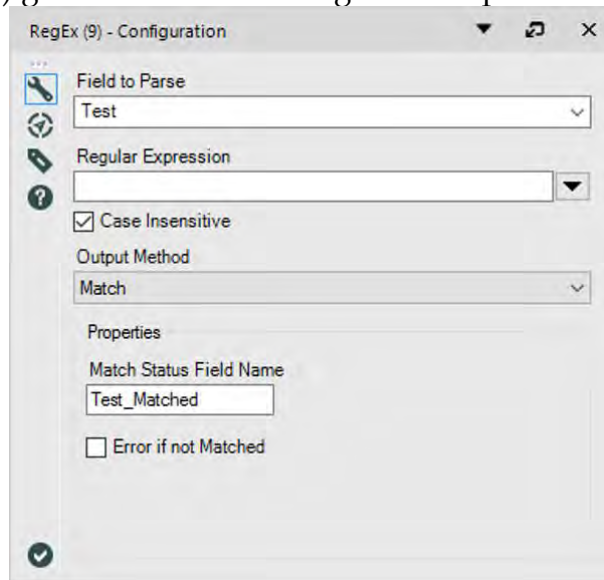 RegEx (9) - Configuration
Field to Parse
Test
Regular Expression
Case Insensitive
Output Method
Match
Properties
Match Status Field Name
Test_Matched
Error if not Matched